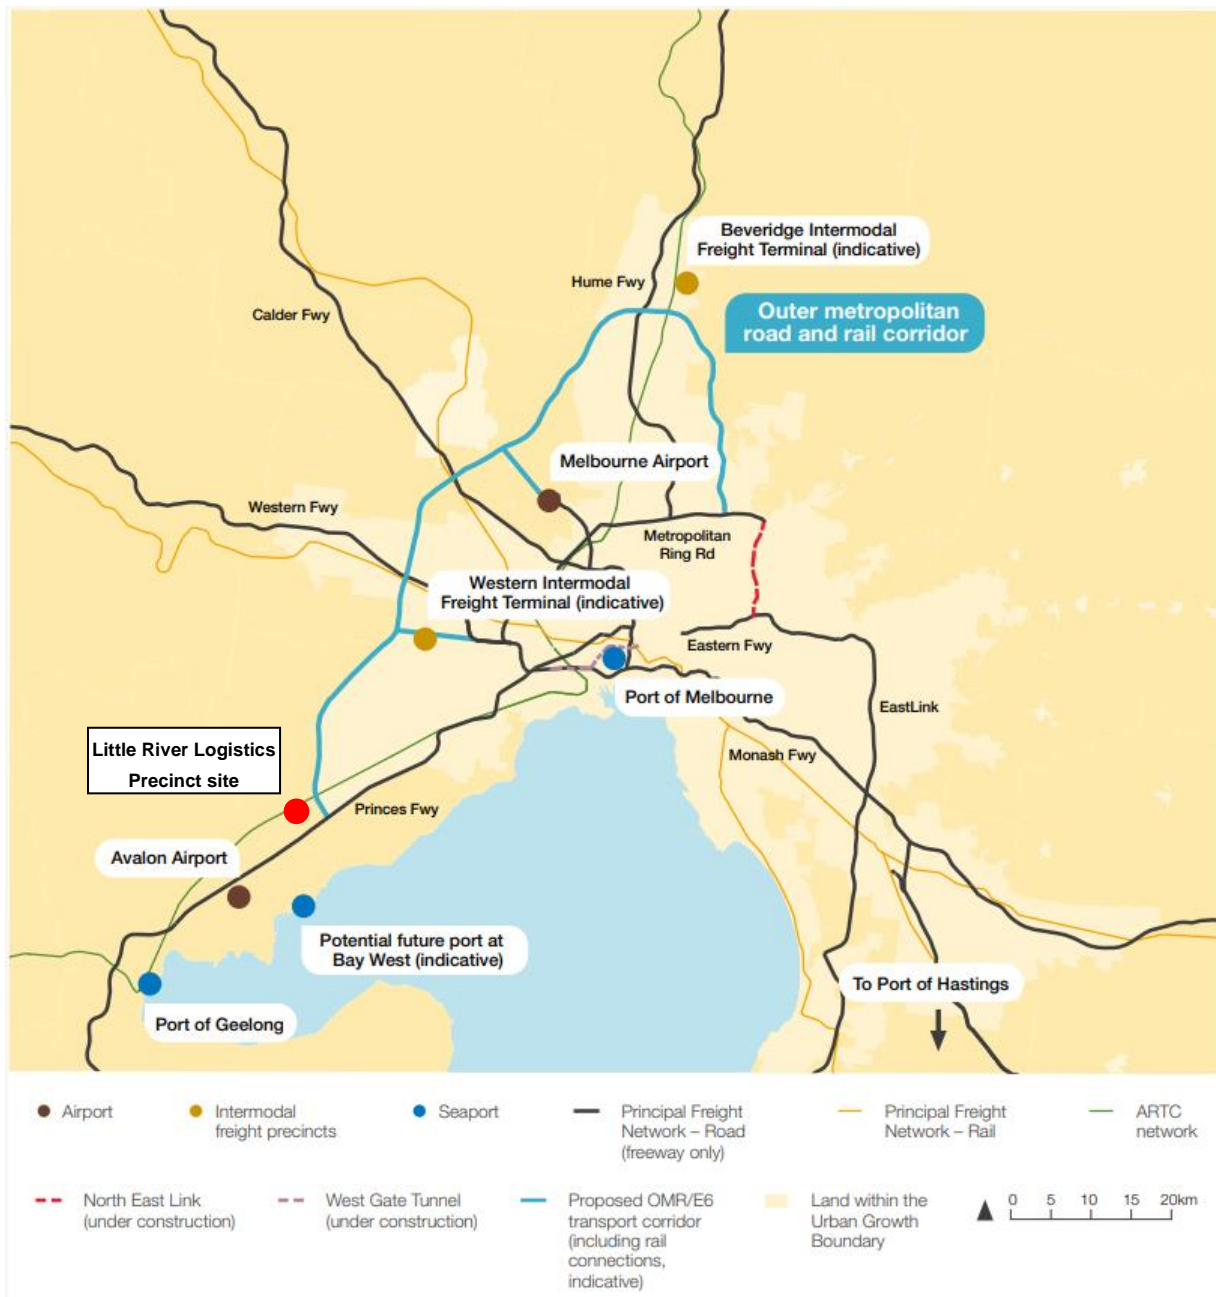 Beveridge Intermodal
Freight Terminal (indicative)
Hume Fwy
Outer metropolitan
road and rail corridor
Calder Fwy
Melbourne Airport
Western Fwy
Metropolitan
Ring Rd
Western Intermodal
Freight Terminal (indicative)
Eastern Fwy
Port of Melbourne
EastLink
Little River Logistics
Precinct site
Monash Fwy
Princes Fwy
Avalon Airport
Potential future port at
Bay West (indicative)
To Port of Hastings
Port of Geelong
Airport
Intermodal
freight precincts
Seaport
Principal Freight
Network – Road
(freeway only)
Principal Freight
Network – Rail
ARTC
network
North East Link
(under construction)
West Gate Tunnel
(under construction)
Proposed OMR/E6
transport corridor
(including rail
connections,
indicative)
Land within the
Urban Growth
Boundary
0 5 10 15 20km